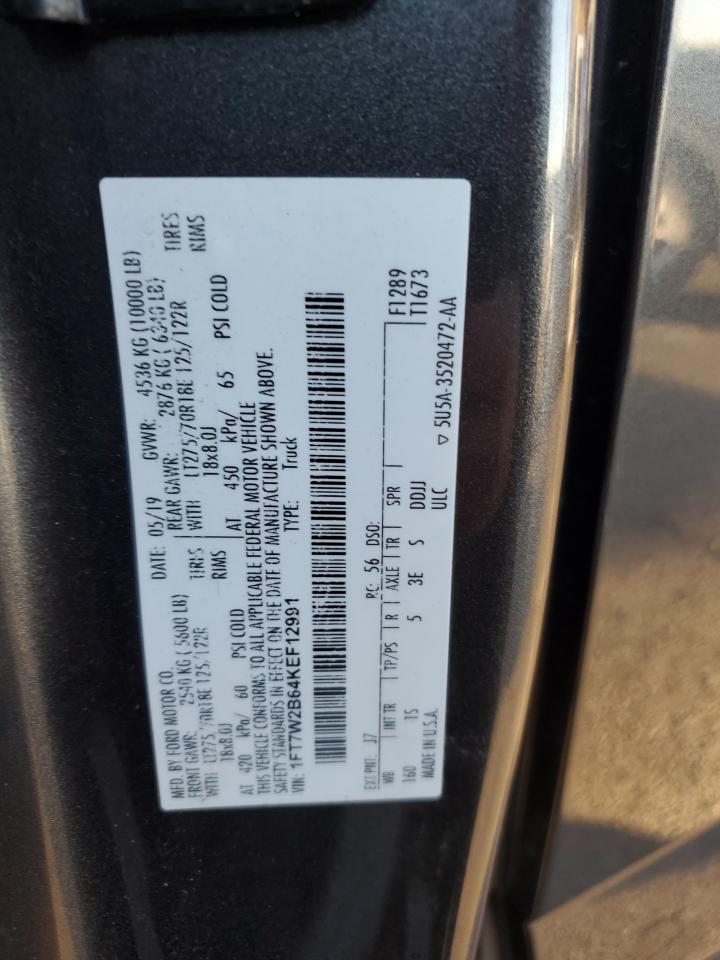 MFD. BY FORD MOTOR CO.
DATE: 05/19 GVWR: 4536 KG (10000 LB)
FRONT GAWR: 2540 KG (5600 LB) REAR GAWR: 2876 KG (6340 LB)
WITH LT275/70R18E 125/122R TIRES WITH LT275/70R18E 125/122R TIRES
18x8.0J RIMS 18x8.0J RIMS
AT 420 kPa/ 60 PSI COLD AT 450 kPa/ 65 PSI COLD
THIS VEHICLE CONFORMS TO ALL APPLICABLE FEDERAL MOTOR VEHICLE
SAFETY STANDARDS IN EFFECT ON THE DATE OF MANUFACTURE SHOWN ABOVE.
VIN: 1FT7W2B64KEF12991 TYPE: Truck
EXT PNT: J7 RC: 56 DSO: F1289
WB INT TR TP/PS R AXLE TR SPR T1673
160 1S 5 3E S DDJJ
MADE IN U.S.A. ULC ▽ 5U5A-3520472-AA